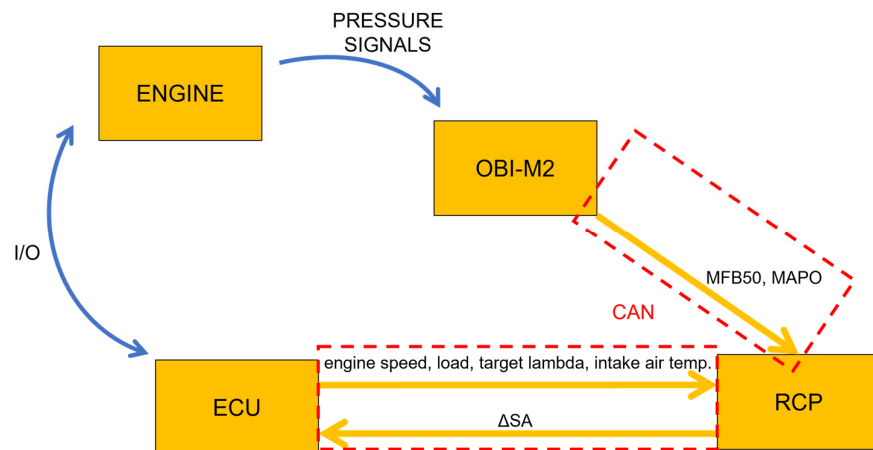 PRESSURE
SIGNALS
ENGINE
OBI-M2
I/O
MFB50, MAPO
CAN
engine speed, load, target lambda, intake air temp.
ECU
RCP
ΔSA